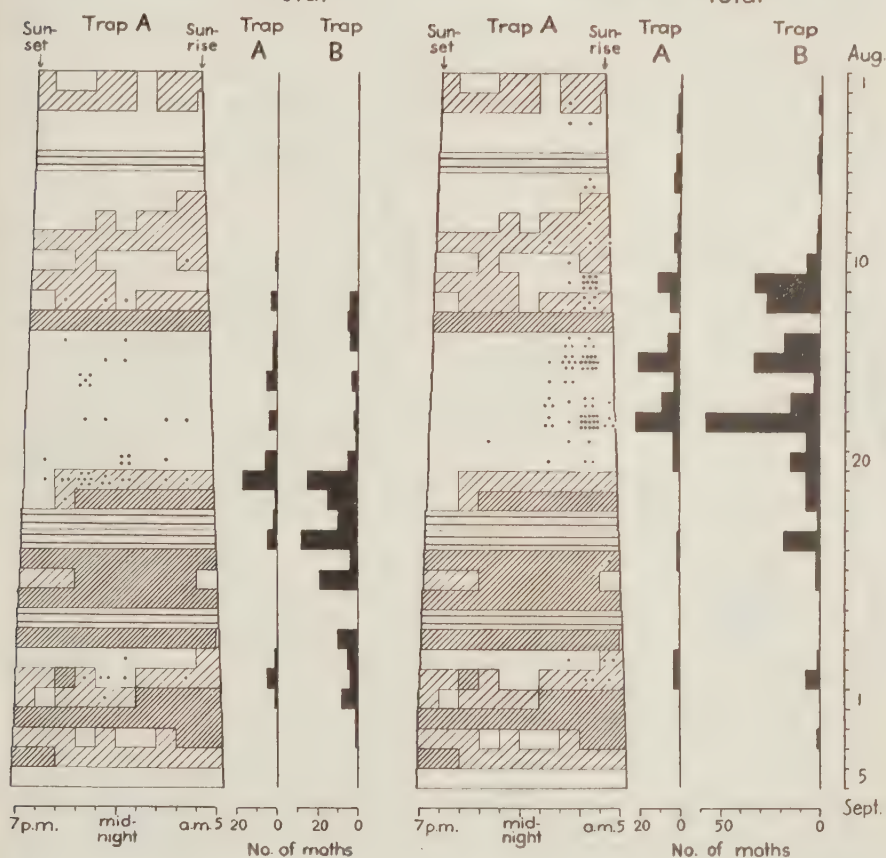 Sun-
set
Trap A
Sun-
rise
Trap
A
Trap
B
Sun-
set
Trap A
Sun-
rise
Trap
A
Trap
B
Aug.
1
10
20
1
5
Sept.
7 p.m.
mid-
night
a.m. 5
20 0
20 0
No. of moths
7 p.m.
mid-
night
a.m. 5
20 0
50 0
No. of moths